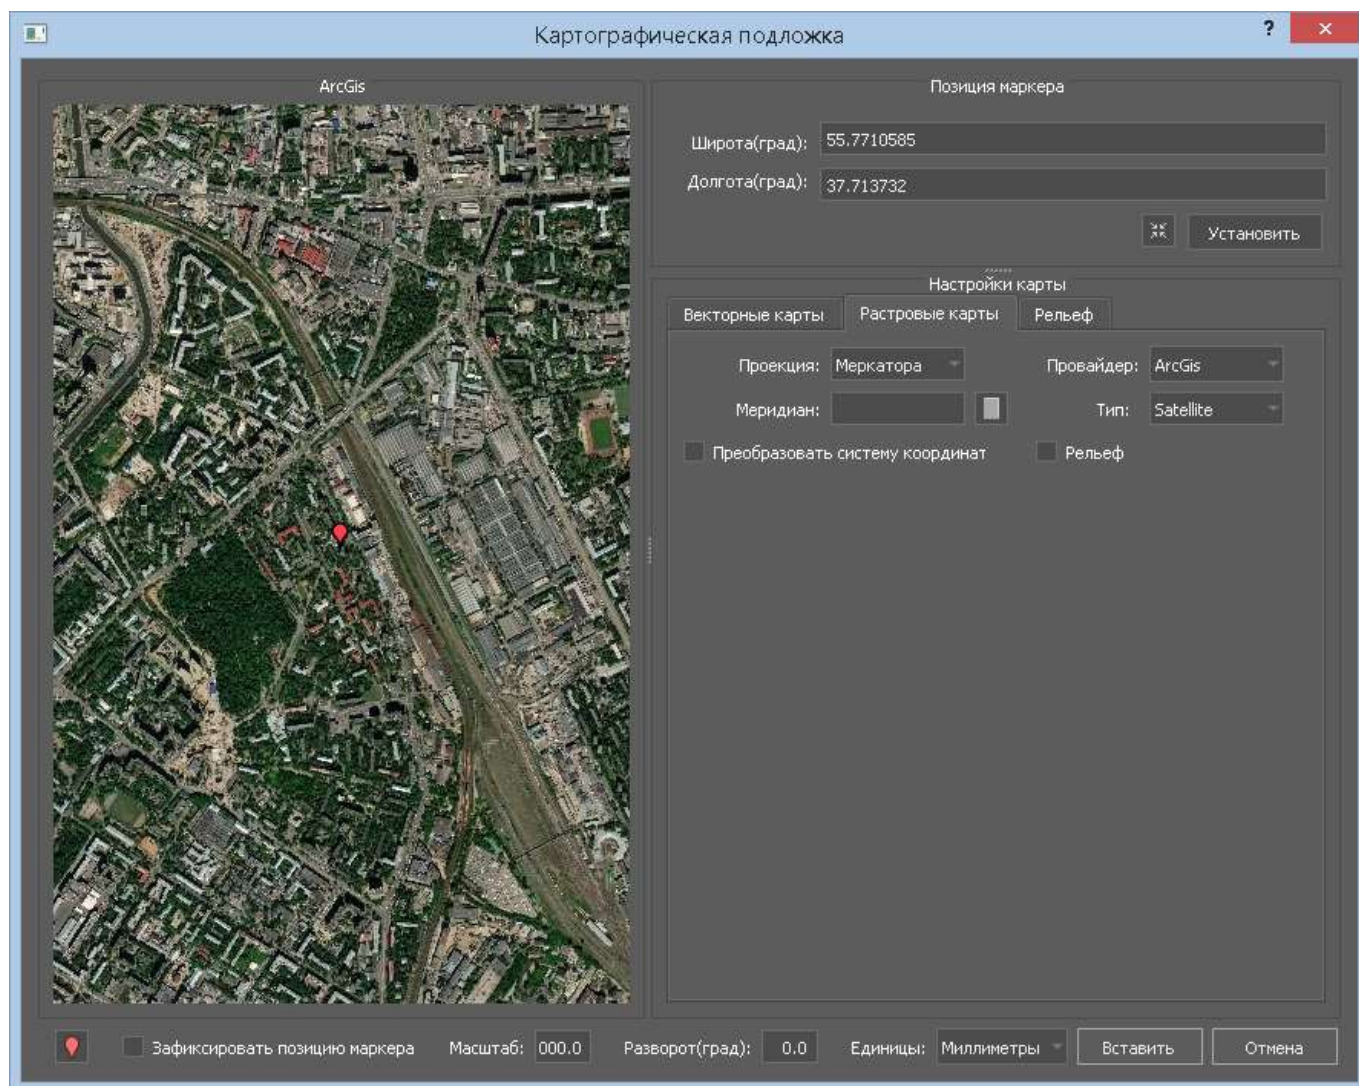 Картографическая подложка
?
ArcGis
Позиция маркера
Широта(град): 55.7710585
Долгота(град): 37.713732
Установить
Настройки карты
Векторные карты Растровые карты Рельеф
Проекция: Меркатора Провайдер: ArcGis
Меридиан: Тип: Satellite
Преобразовать систему координат Рельеф
Зафиксировать позицию маркера Масштаб: 000.0 Разворот(град): 0.0 Единицы: Миллиметры Вставить Отмена